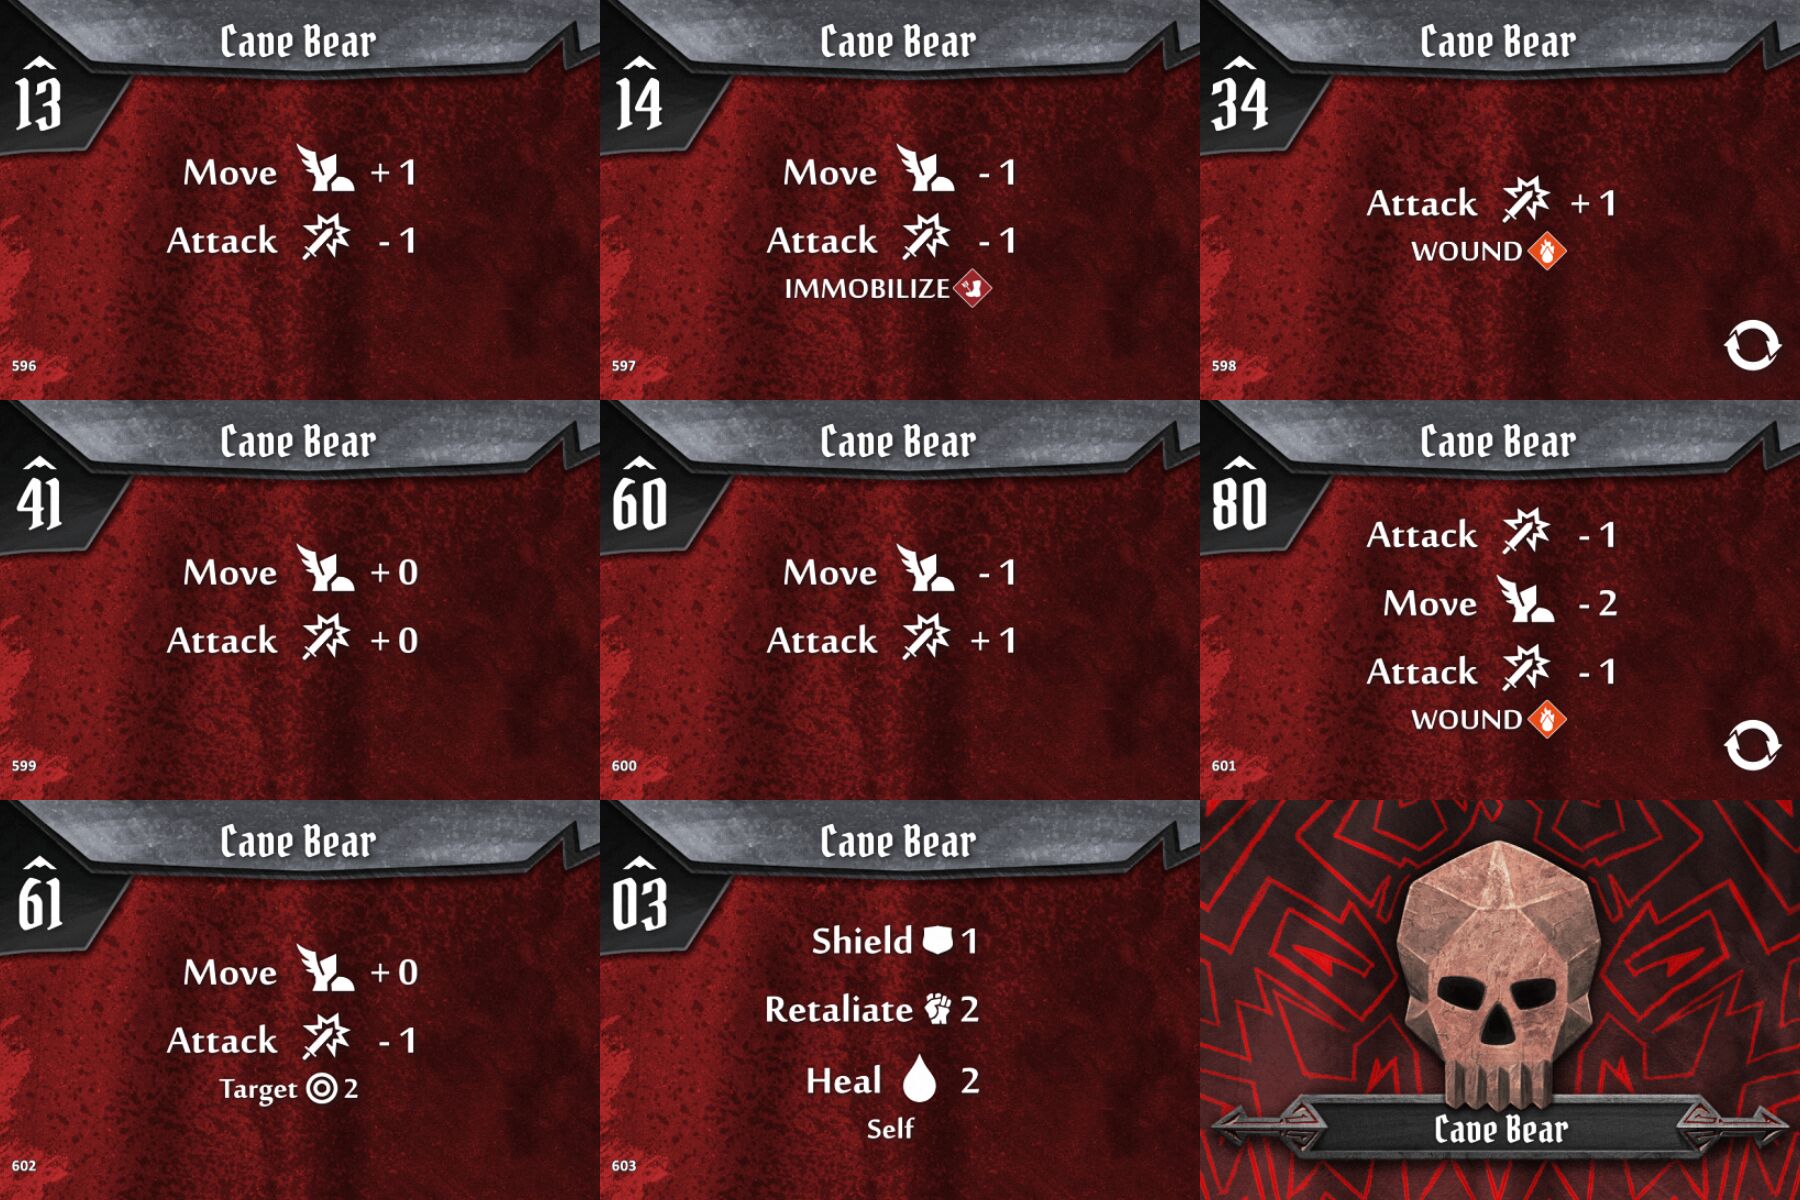 Cave Bear
13
Move + 1
Attack - 1
596
Cave Bear
14
Move - 1
Attack - 1
IMMOBILIZE
597
Cave Bear
34
Attack + 1
WOUND
598
Cave Bear
41
Move + 0
Attack + 0
599
Cave Bear
60
Move - 1
Attack + 1
600
Cave Bear
80
Attack - 1
Move - 2
Attack - 1
WOUND
601
Cave Bear
61
Move + 0
Attack - 1
Target 2
602
Cave Bear
03
Shield 1
Retaliate 2
Heal 2
Self
603
Cave Bear